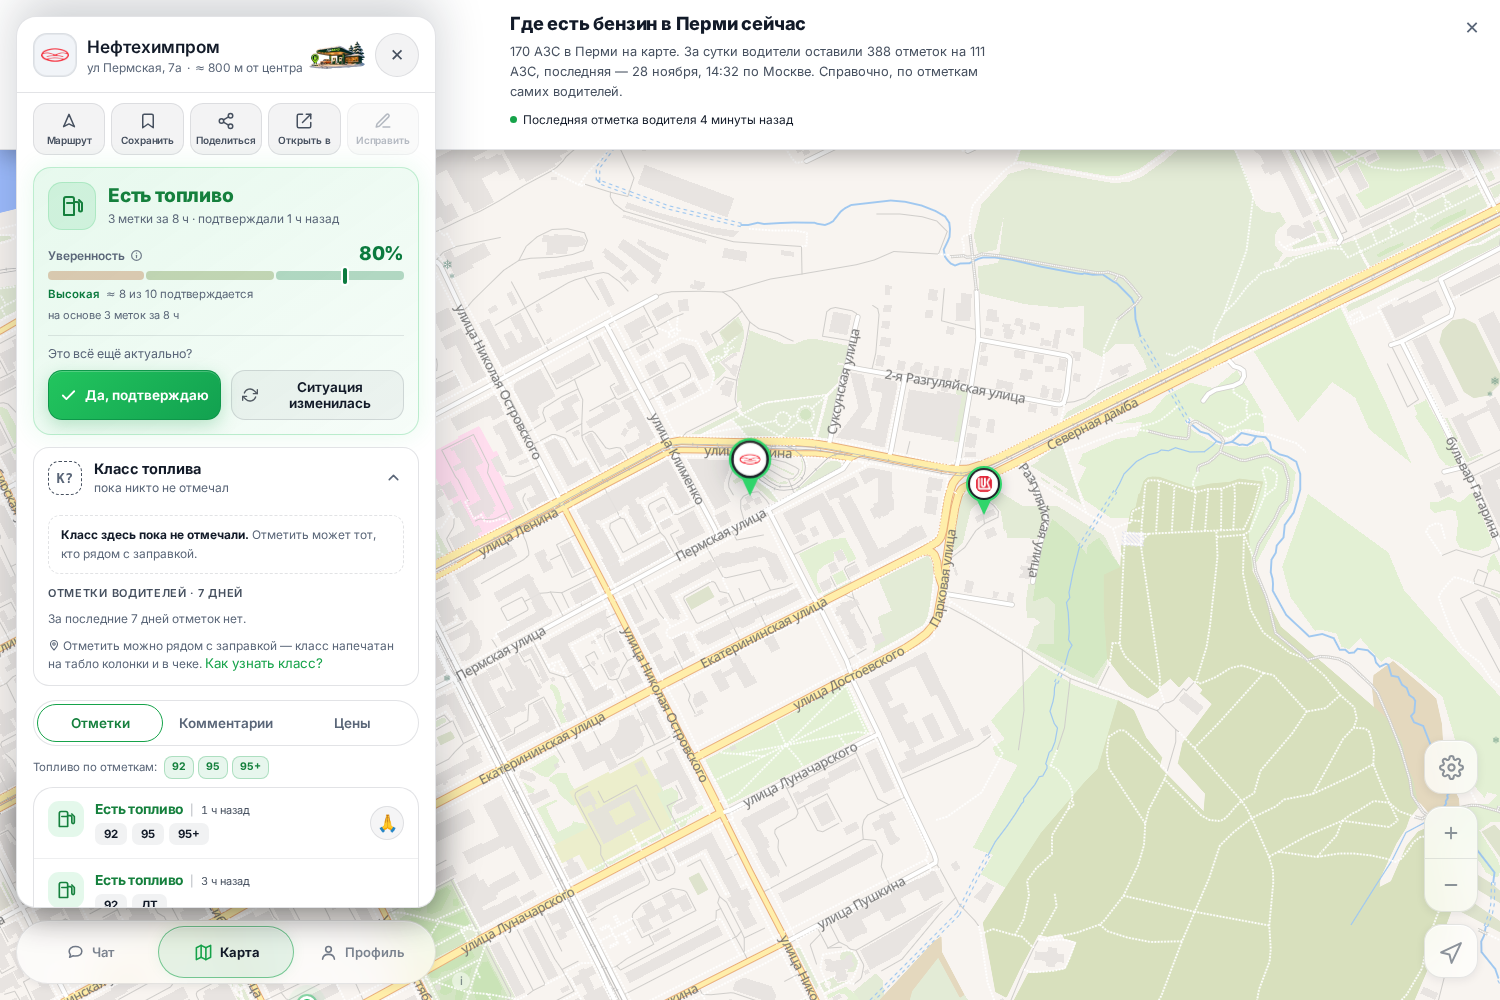 Нефтехимпром
ул Пермская, 7а · ≈ 800 м от центра
Маршрут
Сохранить
Поделиться
Открыть в
Исправить
Есть топливо
3 метки за 8 ч · подтверждали 1 ч назад
Уверенность
80%
Высокая ≈ 8 из 10 подтверждается
на основе 3 меток за 8 ч
Это всё ещё актуально?
Да, подтверждаю
Ситуация
изменилась
К?
Класс топлива
пока никто не отмечал
Класс здесь пока не отмечали. Отметить может тот,
кто рядом с заправкой.
ОТМЕТКИ ВОДИТЕЛЕЙ · 7 ДНЕЙ
За последние 7 дней отметок нет.
Отметить можно рядом с заправкой — класс напечатан
на табло колонки и в чеке. Как узнать класс?
Отметки
Комментарии
Цены
Топливо по отметкам: 92 95 95+
Есть топливо | 1 ч назад
92 95 95+
Есть топливо | 3 ч назад
92 ДТ
Чат
Карта
Профиль
Где есть бензин в Перми сейчас
170 АЗС в Перми на карте. За сутки водители оставили 388 отметок на 111
АЗС, последняя — 28 ноября, 14:32 по Москве. Справочно, по отметкам
самих водителей.
Последняя отметка водителя 4 минуты назад
улица Николая Островского
улица Клименко
Суксунская улица
2-я Разгуляйская улица
Северная дамба
бульвар Гагарина
Разгуляйская улица
улица Ленина
Пермская улица
Парковая улица
Пермская улица
Екатерининская улица
улица Николая Островского
улица Достоевского
Екатерининская улица
улица Луначарского
улица Пушкина
улица Луначарского
улица Ни
LUK
i